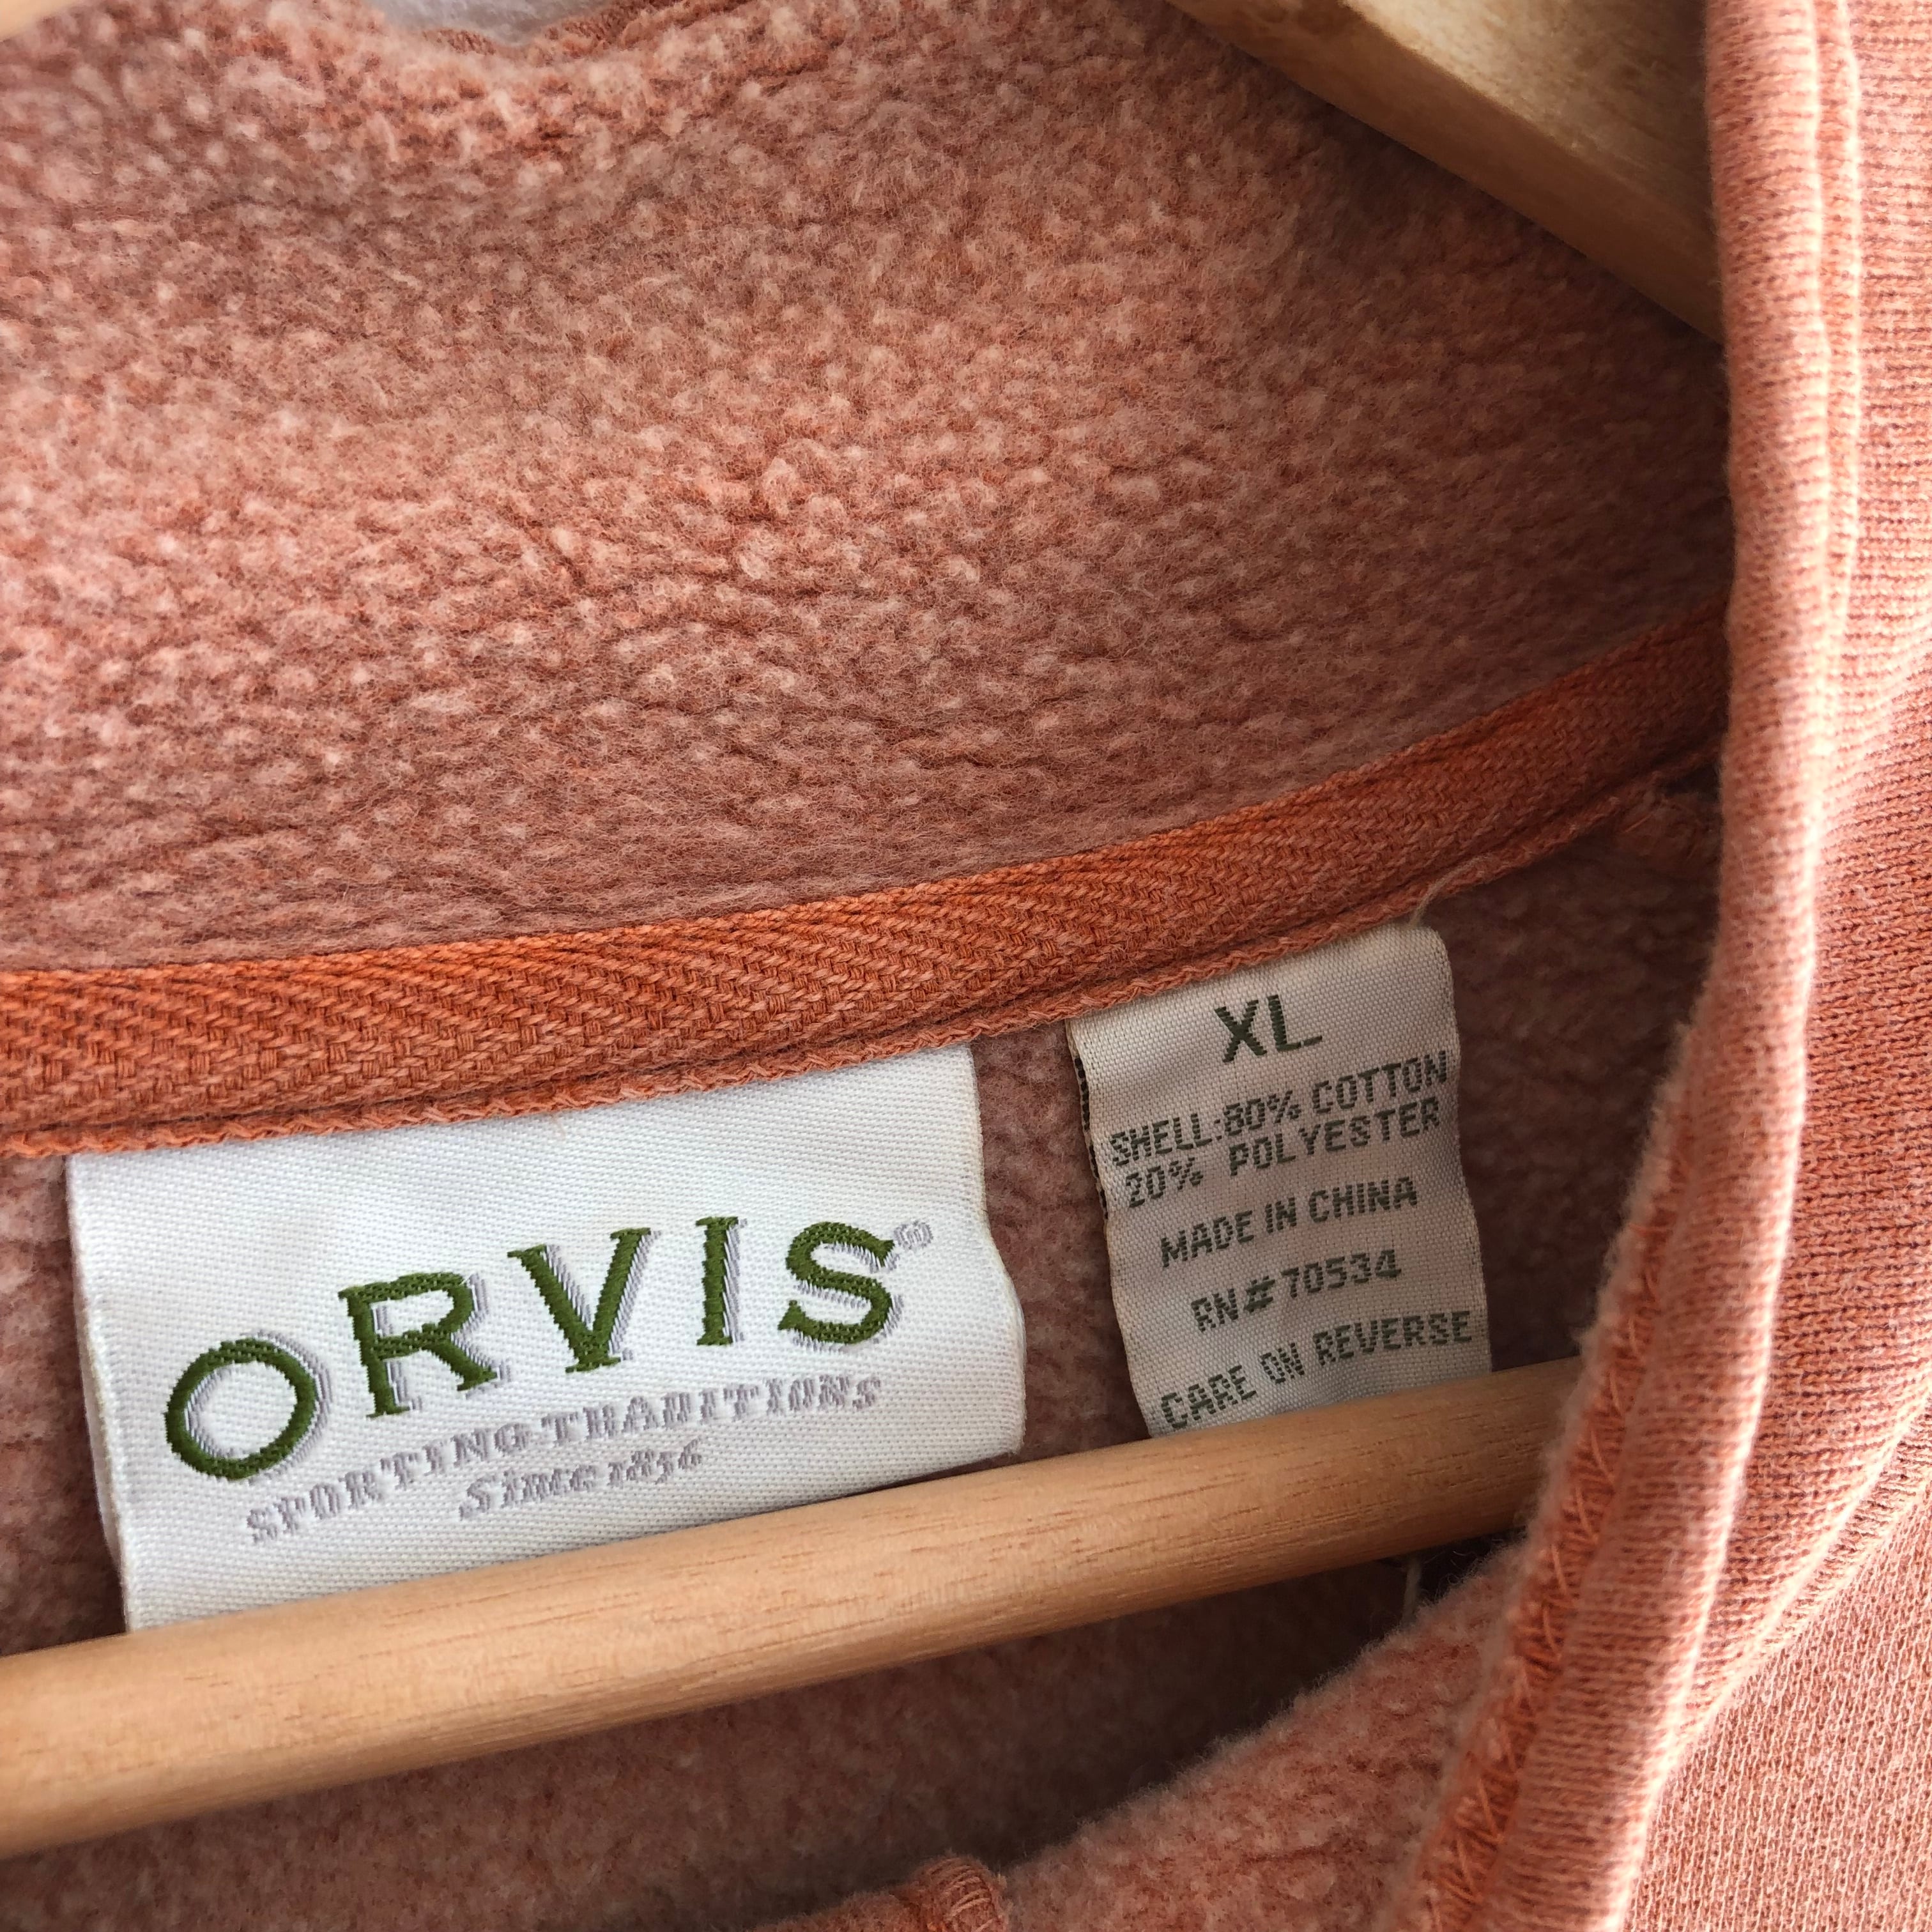 ORVIS®
SPORTING TRADITIONS
Since 1856
XL
SHELL:80% COTTON
20% POLYESTER
MADE IN CHINA
RN#70534
CARE ON REVERSE